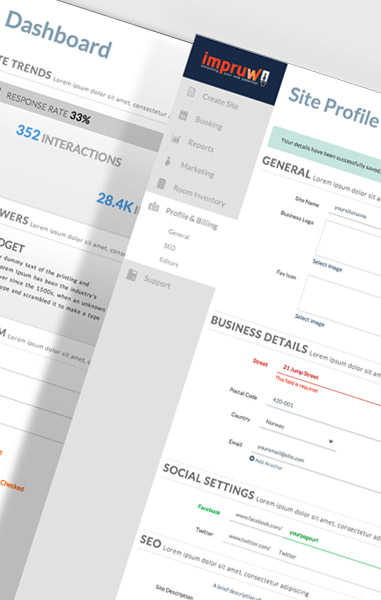 Dashboard
TE TRENDS Lorem ipsum dolor sit amet, consectetur
RESPONSE RATE 33%
352 INTERACTIONS
28.4K I
WERS Lorem ipsum dolor sit amet, consectetur a
DGET
dummy text of the printing and
Lorem Ipsum has been the industry's
ver since the 1500s, when an unknown
type and scrambled it to make a type
M Lorem ipsum dolor sit amet, conse
Checked
impruw
Create Site
Booking
Reports
Marketing
Room Inventory
Profile & Billing
General
SEO
Editors
Support
Site Profile
Your details have been successfully saved.
GENERAL Lorem ipsum dolor
Site Name yoursitename
Business Logo
Select Image
Fav Icon
Select Image
BUSINESS DETAILS Lorem ipsum dolor
Street 21 Jump Street
This field is required
Postal Code 420-001
Country Norway
Email youremail@site.com
Add Another
SOCIAL SETTINGS Lorem ipsum dolor sit amet
Facebook www.facebook.com/ yourpageurl
Twitter www.twitter.com/ Twitter
SEO Lorem ipsum dolor sit amet, consectetur adipiscing
Site Description A brief description of